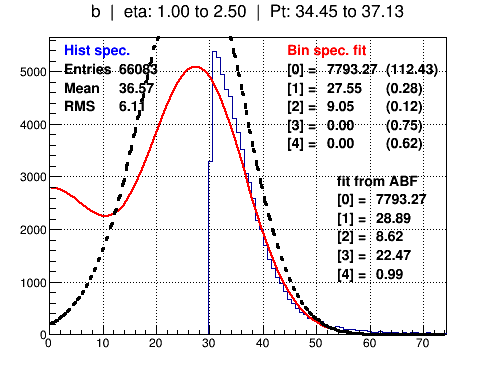 b | eta: 1.00 to 2.50 | Pt: 34.45 to 37.13
Hist spec.
Entries 66083
Mean 36.57
RMS 6.11
Bin spec. fit
[0] = 7793.27 (112.43)
[1] = 27.55 (0.28)
[2] = 9.05 (0.12)
[3] = 0.00 (0.75)
[4] = 0.00 (0.62)
fit from ABF
[0] = 7793.27
[1] = 28.89
[2] = 8.62
[3] = 22.47
[4] = 0.99
5000
4000
3000
2000
1000
0
0 10 20 30 40 50 60 70